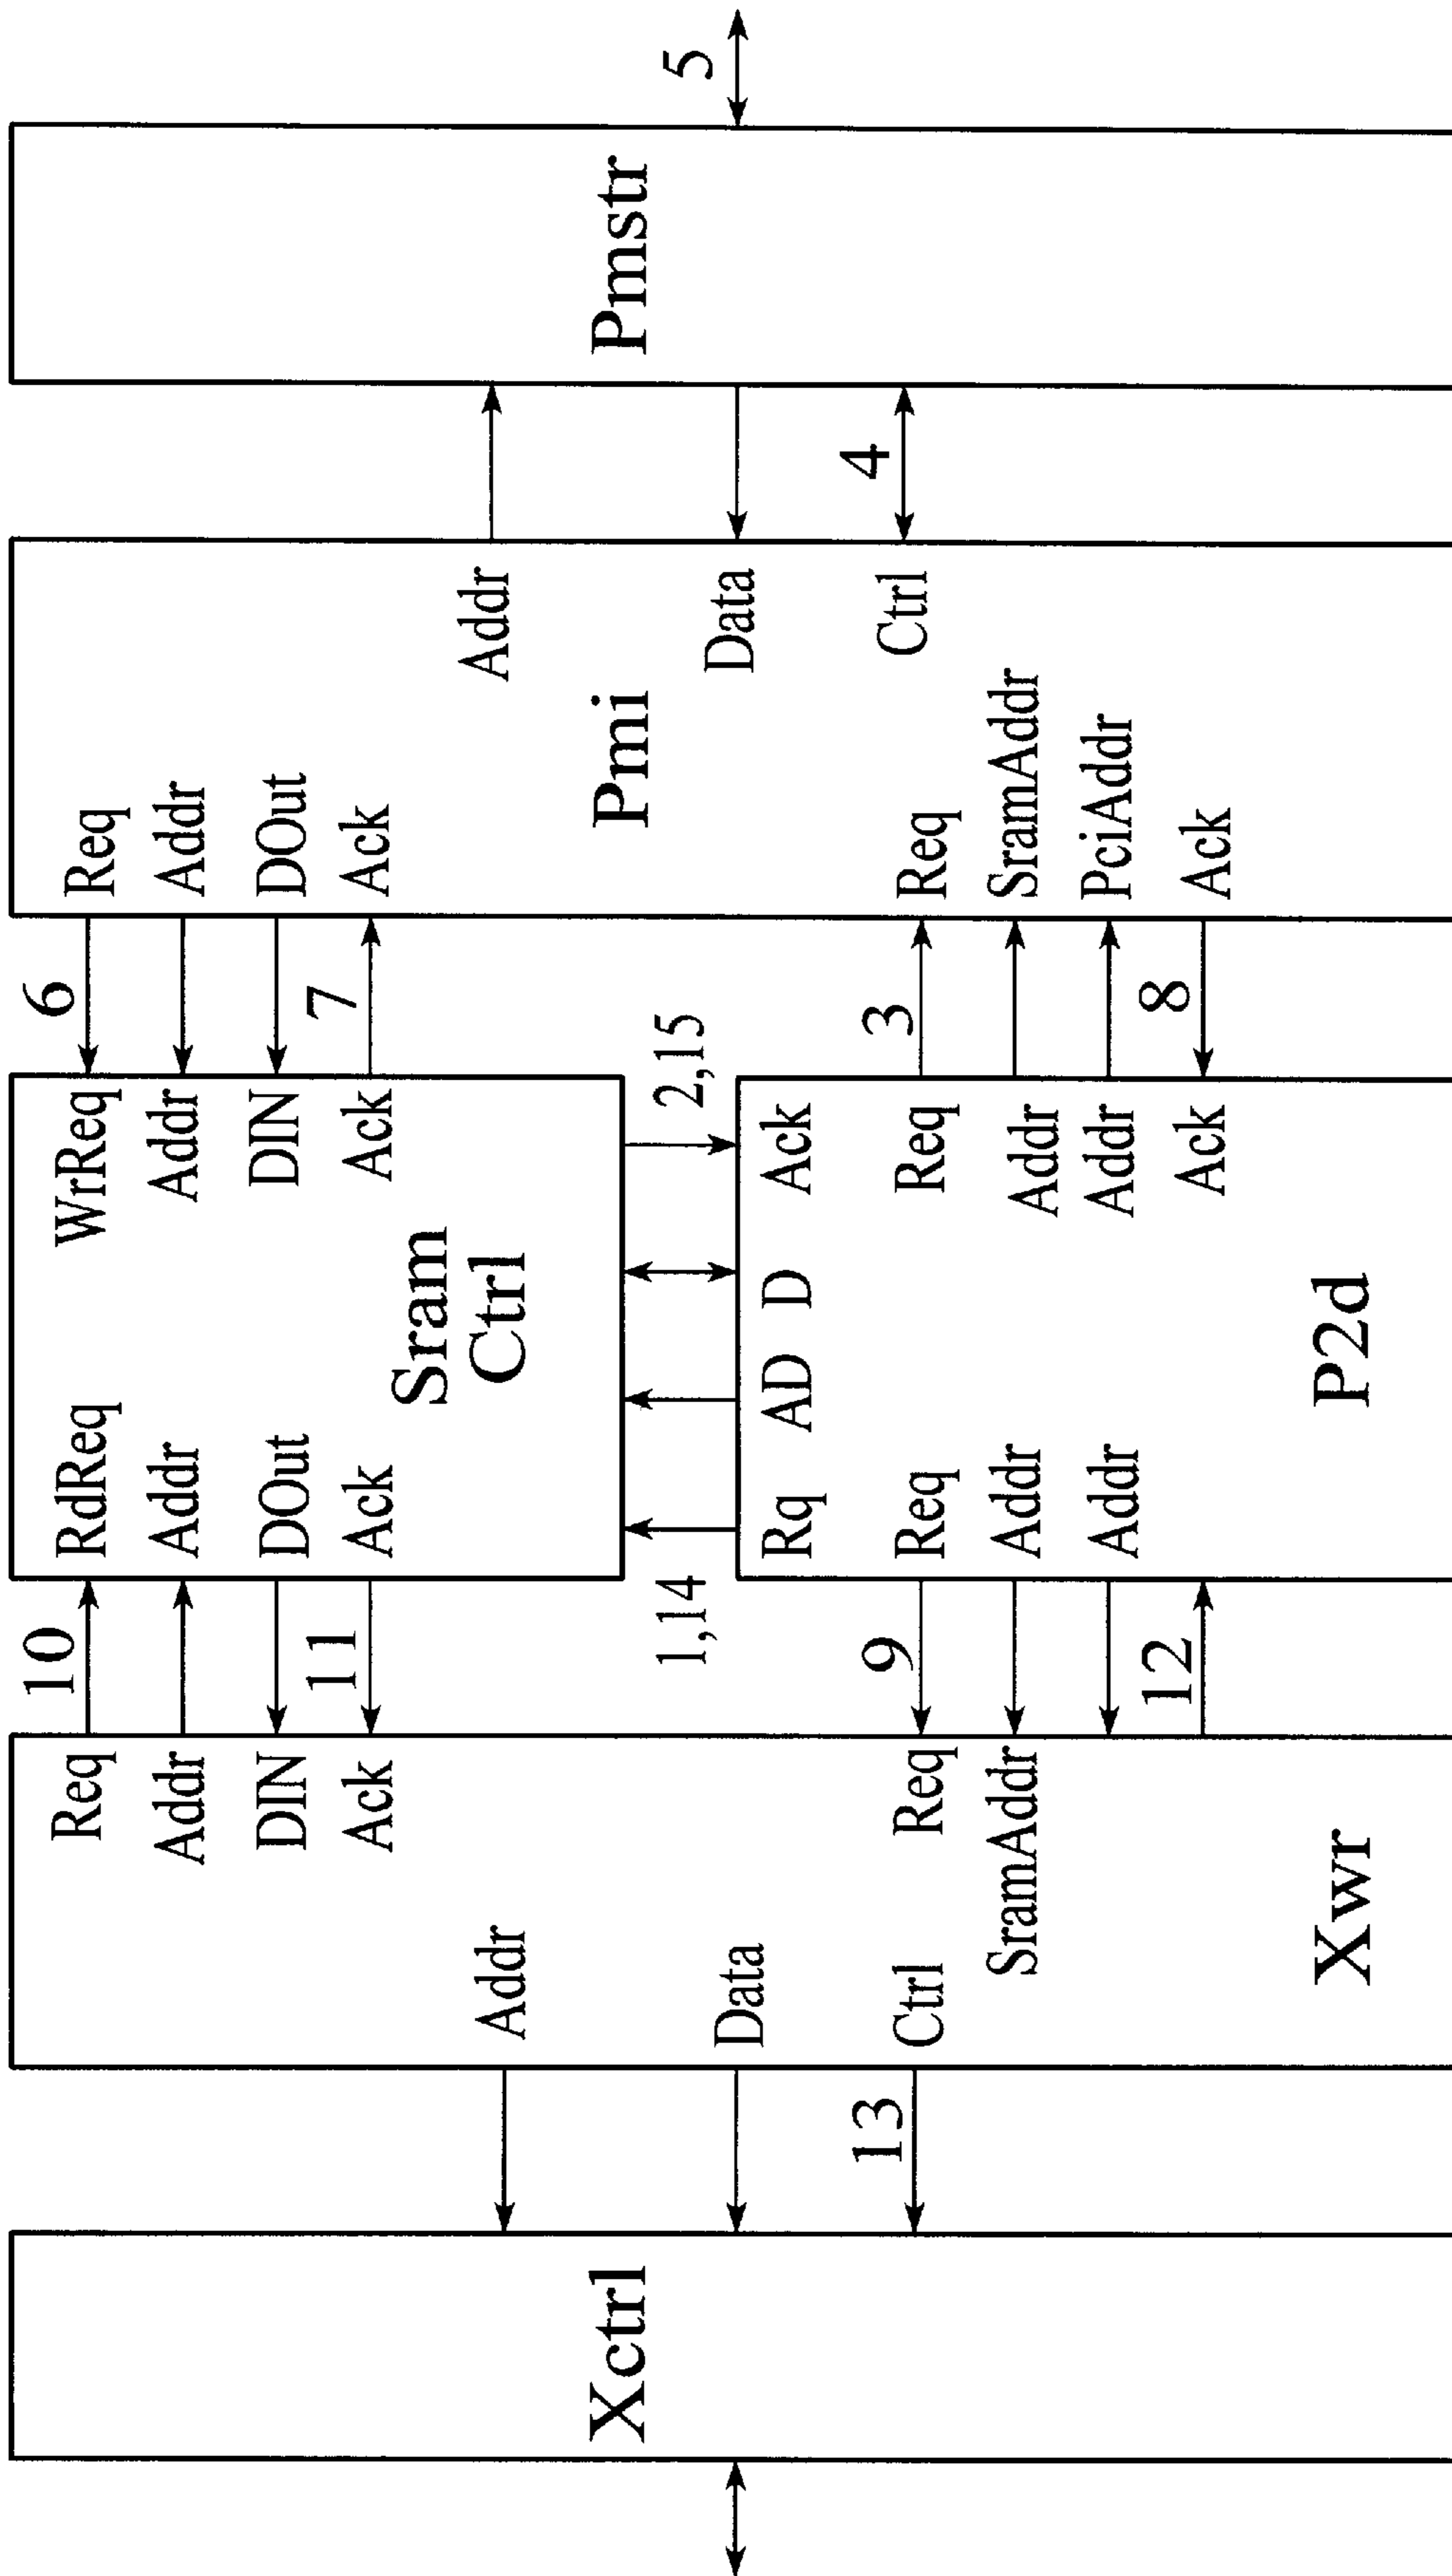 Xctrl
Addr
Data
Ctrl
13
Req
Addr
DIN
Ack
Req
SramAddr
Xwr
10
11
9
12
1,14
RdReq
Addr
DOut
Ack
WrReq
Addr
DIN
Ack
Sram
Ctrl
2,15
Rq AD D Ack
Req
Addr
Addr
Req
Addr
Addr
Ack
P2d
6
7
3
8
Req
Addr
DOut
Ack
Pmi
Addr
Data
Ctrl
Req
SramAddr
PciAddr
Ack
4
Pmstr
5